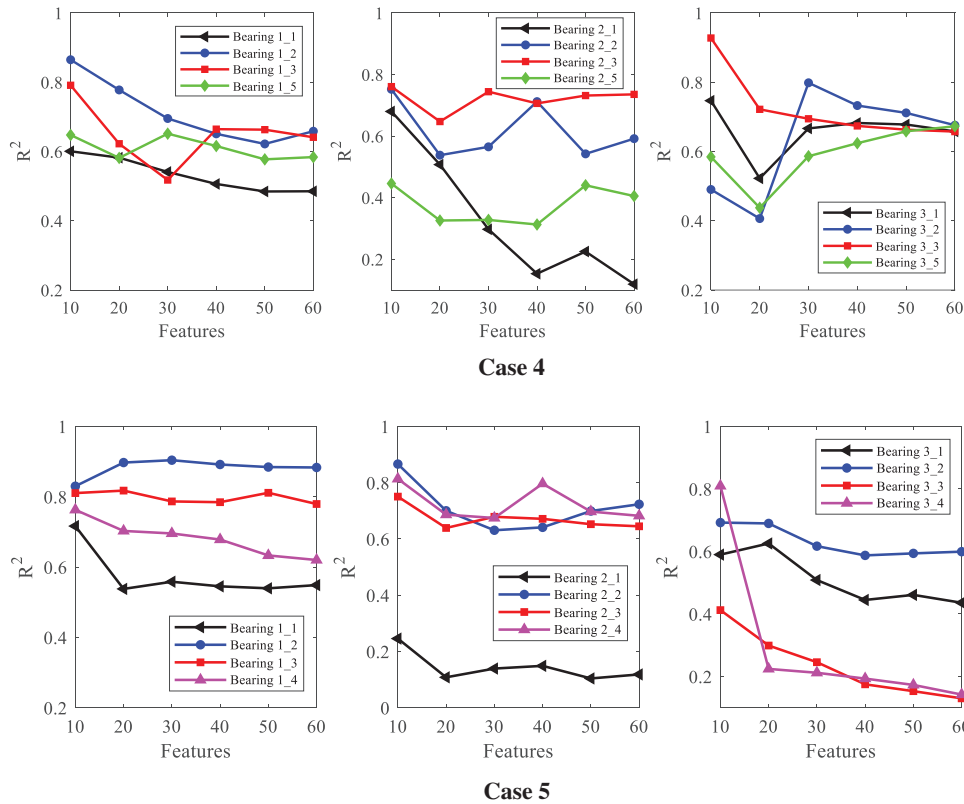 1
0.8
0.6
0.4
0.2
R²
10 20 30 40 50 60
Features
Bearing 1_1
Bearing 1_2
Bearing 1_3
Bearing 1_5
1
0.8
0.6
0.4
0.2
10 20 30 40 50 60
Features
Bearing 2_1
Bearing 2_2
Bearing 2_3
Bearing 2_5
R²
1
0.8
0.6
0.4
0.2
R²
10 20 30 40 50 60
Features
Bearing 3_1
Bearing 3_2
Bearing 3_3
Bearing 3_5
Case 4
1
0.8
0.6
0.4
0.2
R²
10 20 30 40 50 60
Features
Bearing 1_1
Bearing 1_2
Bearing 1_3
Bearing 1_4
1
0.8
0.6
0.4
0.2
0
R²
10 20 30 40 50 60
Features
Bearing 2_1
Bearing 2_2
Bearing 2_3
Bearing 2_4
1
0.8
0.6
0.4
0.2
R²
10 20 30 40 50 60
Features
Bearing 3_1
Bearing 3_2
Bearing 3_3
Bearing 3_4
Case 5